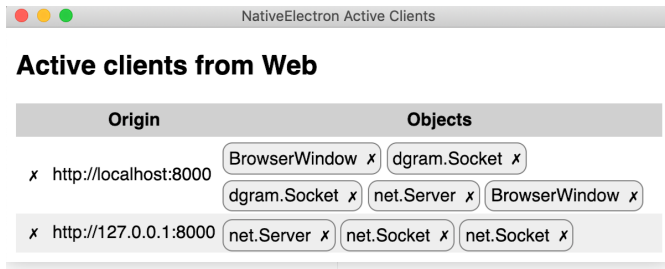 NativeElectron Active Clients
Active clients from Web
Origin Objects
BrowserWindow ✗ dgram.Socket ✗
✗ http://localhost:8000
dgram.Socket ✗ net.Server ✗ BrowserWindow ✗
✗ http://127.0.0.1:8000 net.Server ✗ net.Socket ✗ net.Socket ✗